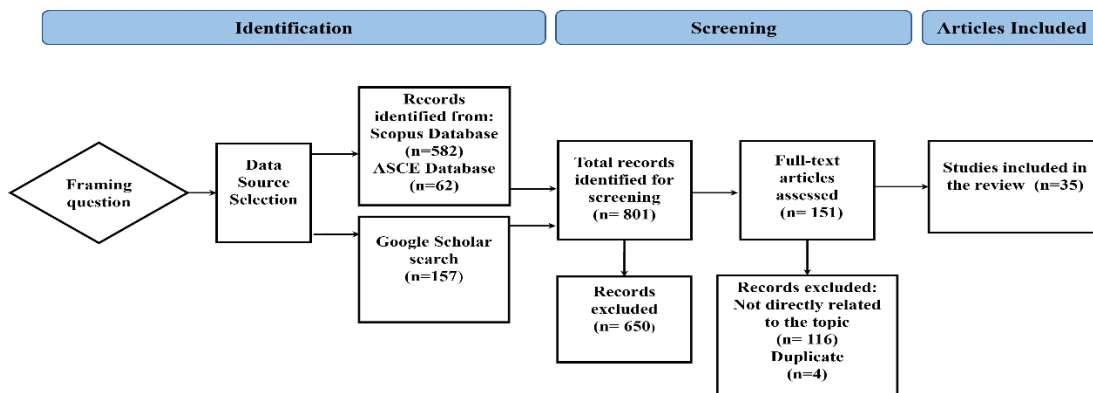 Identification
Screening
Articles Included
Framing
question
Data
Source
Selection
Records
identified from:
Scopus Database
(n=582)
ASCE Database
(n=62)
Google Scholar
search
(n=157)
Total records
identified for
screening
(n= 801)
Records
excluded
(n= 650)
Full-text
articles
assessed
(n= 151)
Records excluded:
Not directly related
to the topic
(n= 116)
Duplicate
(n=4)
Studies included in
the review (n=35)